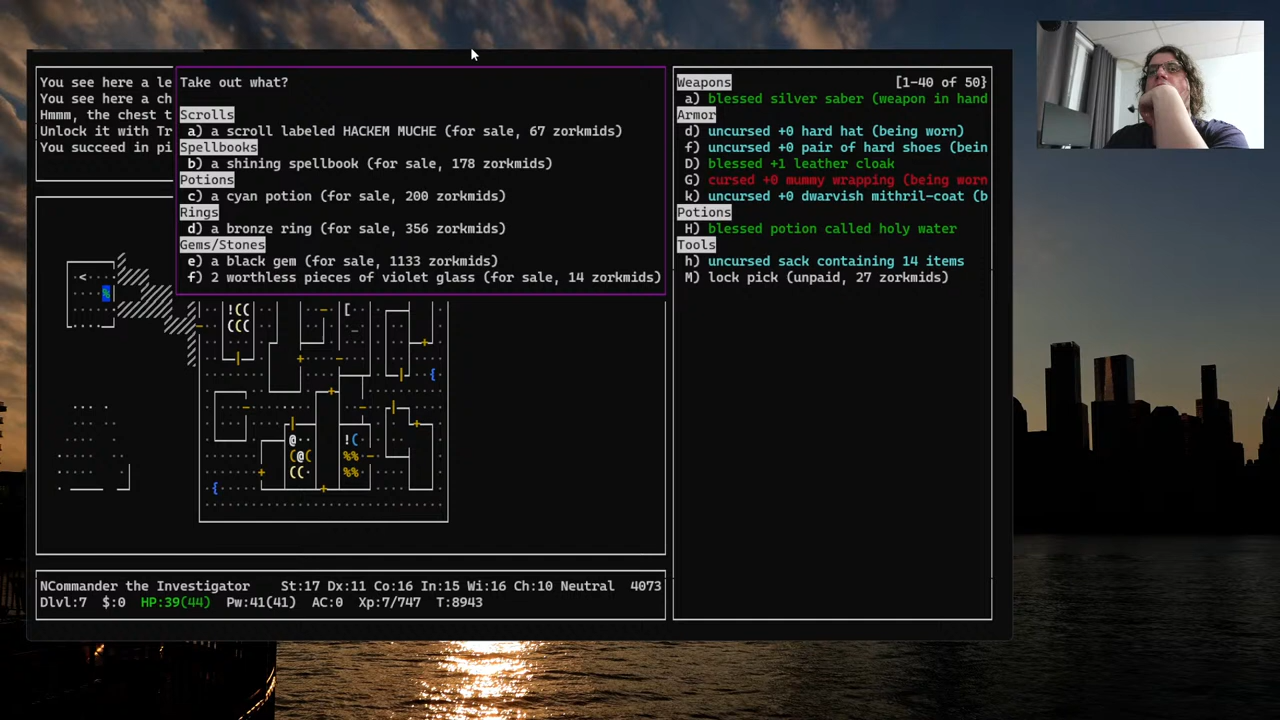 You see here a le
You see here a ch
Hmmm, the chest t
Unlock it with Tr
You succeed in pi
Take out what?
Scrolls
a) a scroll labeled HACKEM MUCHE (for sale, 67 zorkmids)
Spellbooks
b) a shining spellbook (for sale, 178 zorkmids)
Potions
c) a cyan potion (for sale, 200 zorkmids)
Rings
d) a bronze ring (for sale, 356 zorkmids)
Gems/Stones
e) a black gem (for sale, 1133 zorkmids)
f) 2 worthless pieces of violet glass (for sale, 14 zorkmids)
Weapons [1-40 of 50}
a) blessed silver saber (weapon in hand
Armor
d) uncursed +0 hard hat (being worn)
f) uncursed +0 pair of hard shoes (bein
D) blessed +1 leather cloak
G) cursed +0 mummy wrapping (being worn
k) uncursed +0 dwarvish mithril-coat (b
Potions
H) blessed potion called holy water
Tools
h) uncursed sack containing 14 items
M) lock pick (unpaid, 27 zorkmids)
NCommander the Investigator St:17 Dx:11 Co:16 In:15 Wi:16 Ch:10 Neutral 4073
Dlvl:7 $:0 HP:39(44) Pw:41(41) AC:0 Xp:7/747 T:8943